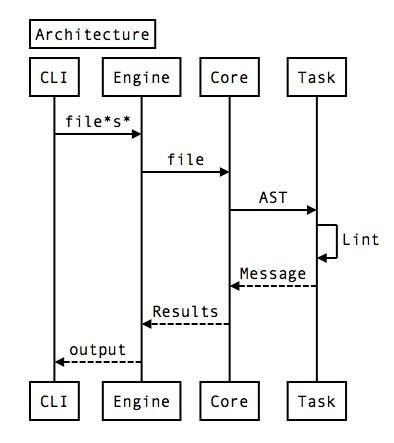 Architecture
CLI Engine Core Task
file*s*
file
AST
Lint
Message
Results
output
CLI Engine Core Task